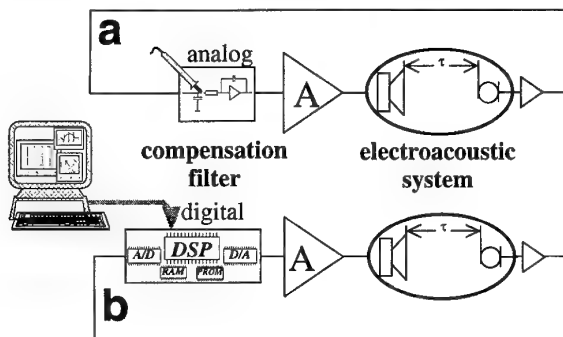 a
analog
A
τ
compensation
filter
electroacoustic
system
digital
A/D
DSP
D/A
RAM
PROM
A
τ
b